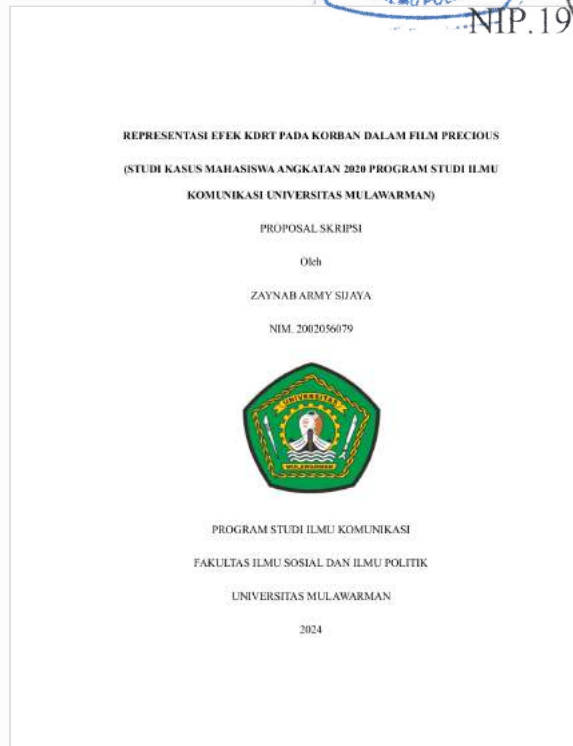 NIP.19
REPRESENTASI EFEK KDRT PADA KORBAN DALAM FILM PRECIOUS
(STUDI KASUS MAHASISWA ANGKATAN 2020 PROGRAM STUDI ILMU
KOMUNIKASI UNIVERSITAS MULAWARMAN)
PROPOSAL SKRIPSI
Oleh
ZAYNAB ARMY SIJAYA
NIM. 2002056079
UNIVERSITAS
MULAWARMAN
PROGRAM STUDI ILMU KOMUNIKASI
FAKULTAS ILMU SOSIAL DAN ILMU POLITIK
UNIVERSITAS MULAWARMAN
2024